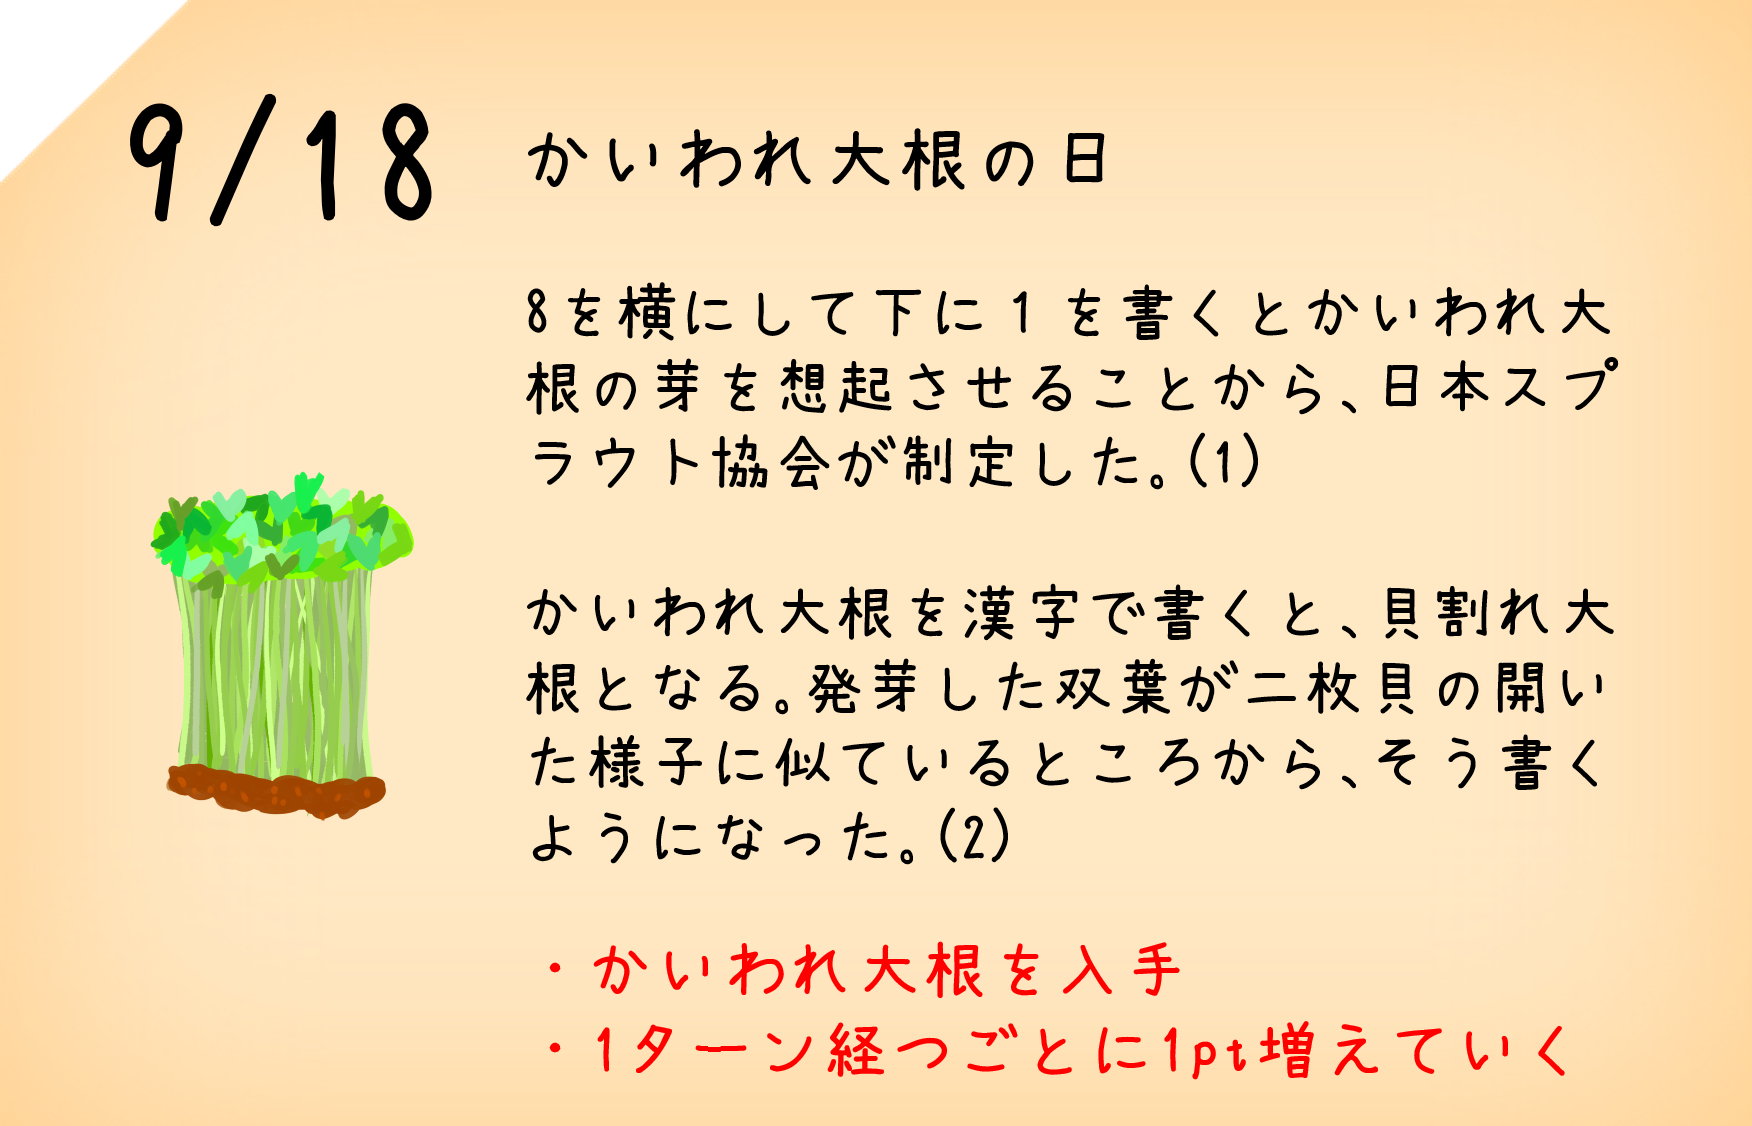 9/18 かいわれ大根の日
8を横にして下に1を書くとかいわれ大
根の芽を想起させることから、日本スプ
ラウト協会が制定した。(1)
かいわれ大根を漢字で書くと、貝割れ大
根となる。発芽した双葉が二枚貝の開い
た様子に似ているところから、そう書く
ようになった。(2)
・かいわれ大根を入手
・1ターン経つごとに1pt増えていく